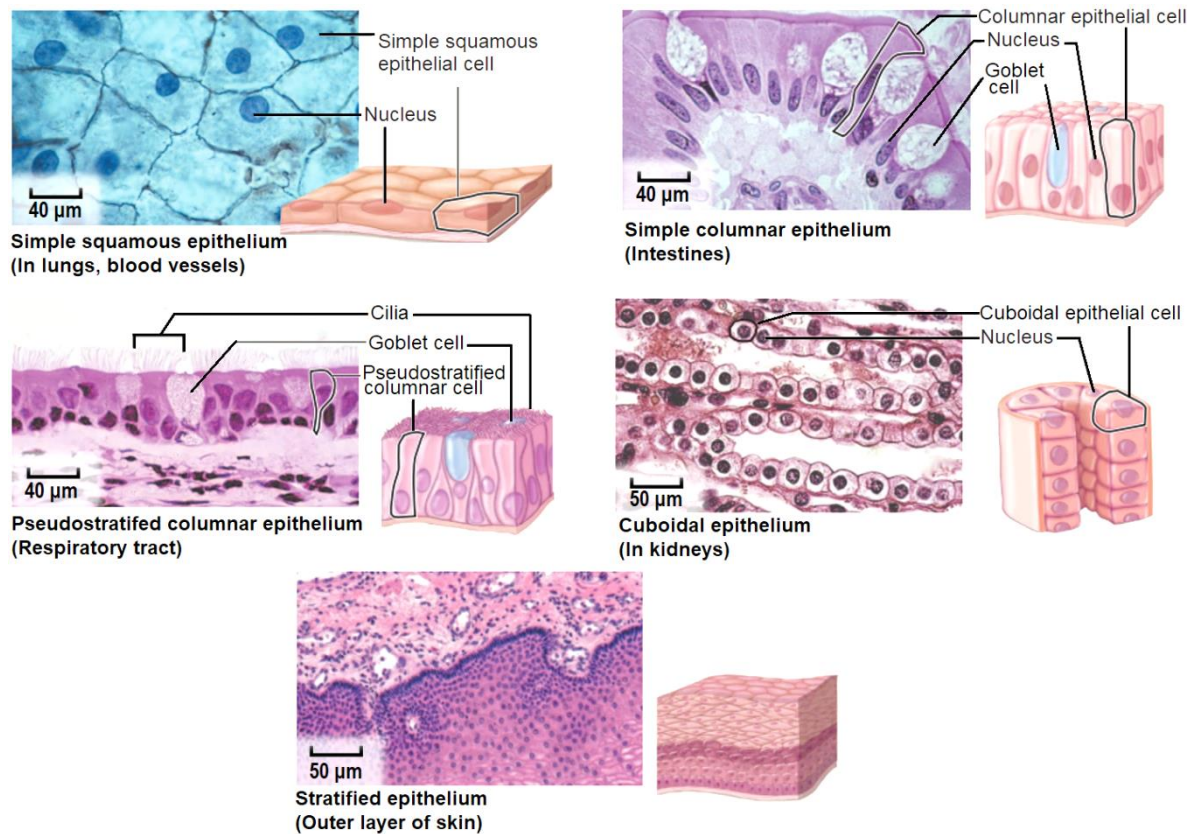 Simple squamous
epithelial cell
Nucleus
40 µm
Simple squamous epithelium
(In lungs, blood vessels)
Columnar epithelial cell
Nucleus
Goblet
cell
40 µm
Simple columnar epithelium
(Intestines)
Cilia
Goblet cell
Pseudostratified
columnar cell
40 µm
Pseudostratifed columnar epithelium
(Respiratory tract)
Cuboidal epithelial cell
Nucleus
50 µm
Cuboidal epithelium
(In kidneys)
50 µm
Stratified epithelium
(Outer layer of skin)